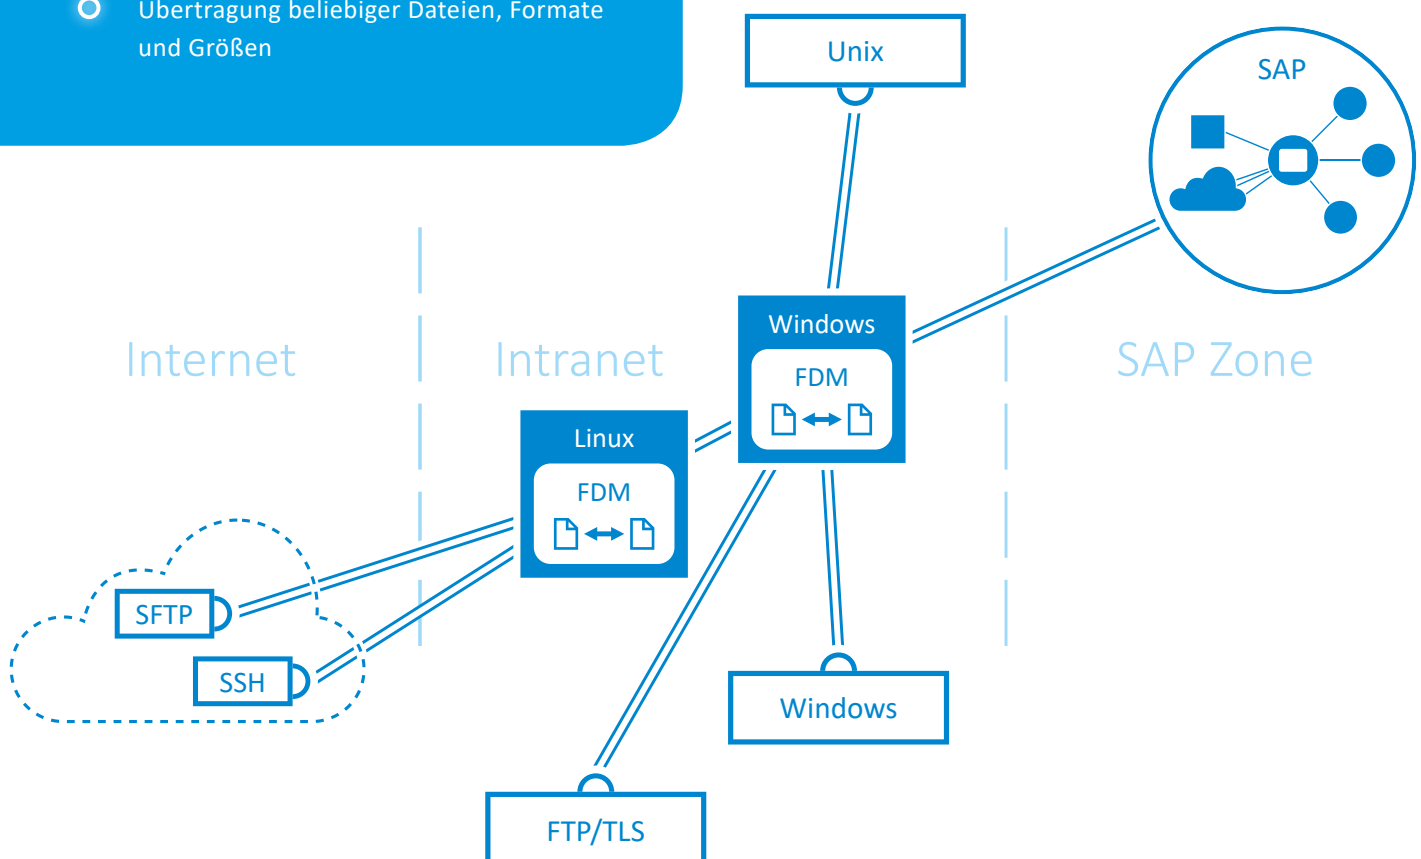 Übertragung beliebiger Dateien, Formate
und Größen
Unix
SAP
Internet
Intranet
SAP Zone
Windows
FDM
Linux
FDM
SFTP
SSH
Windows
FTP/TLS